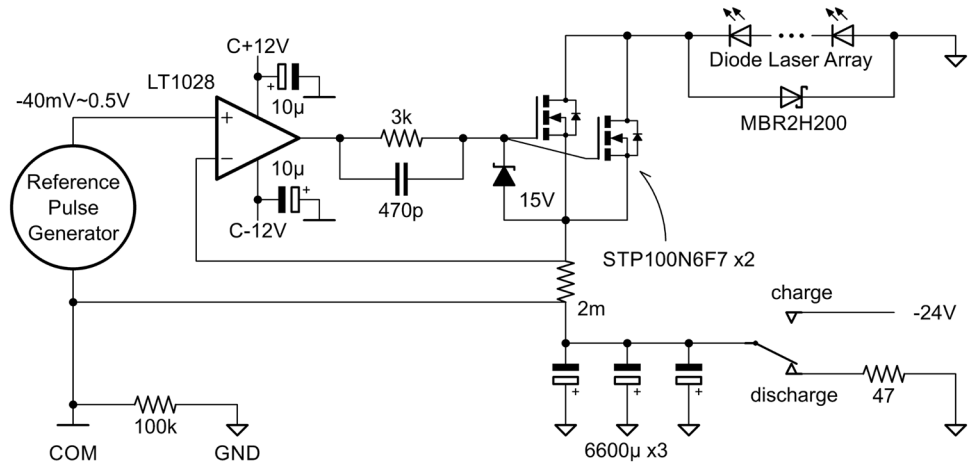 C+12V
LT1028
10µ
-40mV~0.5V
+
+
−
3k
470p
10µ
+
C-12V
Reference
Pulse
Generator
15V
Diode Laser Array
MBR2H200
STP100N6F7 x2
2m
charge
-24V
discharge
47
+
+
+
6600µ x3
100k
COM
GND